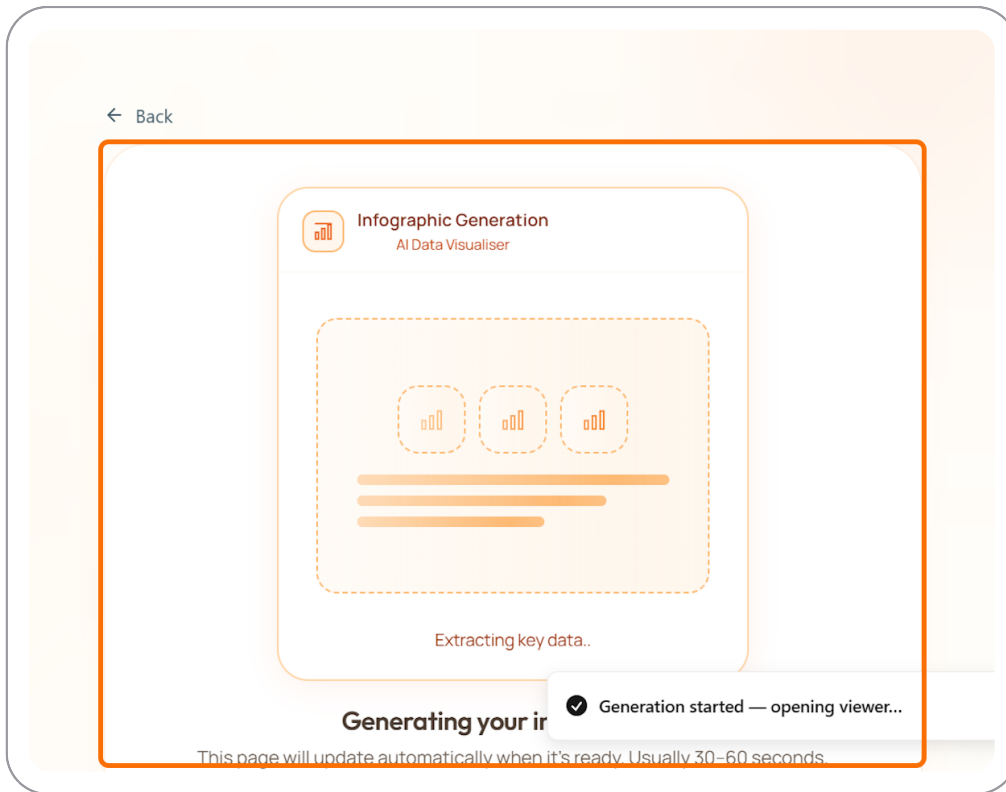 Back
Infographic Generation
AI Data Visualiser
Extracting key data..
Generating your
Generation started — opening viewer...
This page will update automatically when it's ready. Usually 30–60 seconds.